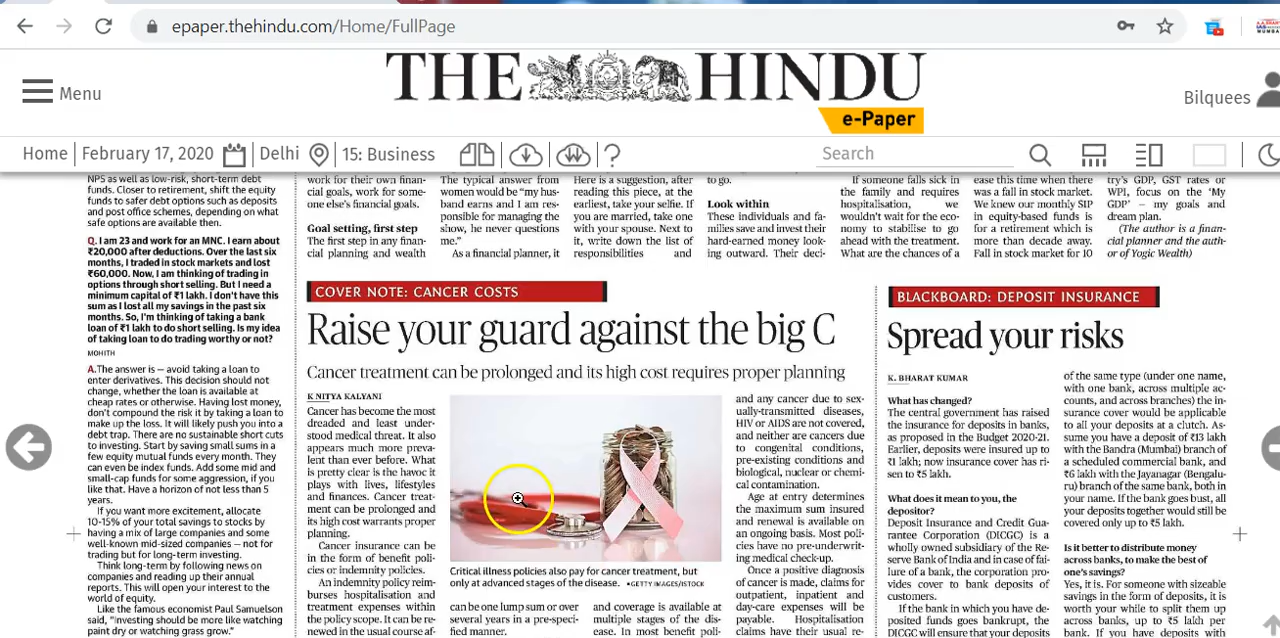 epaper.thehindu.com/Home/FullPage
Menu
THE HINDU
e-Paper
Bilquees
Home
February 17, 2020
Delhi
15: Business
?
Search
NPS as well as low-risk, short-term debt
funds. Closer to retirement, shift the equity
funds to safer debt options such as deposits
and post office schemes, depending on what
safe options are available then.
Q. I am 23 and work for an MNC. I earn about
₹20,000 after deductions. Over the last six
months, I traded in stock markets and lost
₹60,000. Now, I am thinking of trading in
options through short selling. But I need a
minimum capital of ₹1 lakh. I don't have this
sum as I lost all my savings in the past six
months. So, I'm thinking of taking a bank
loan of ₹1 lakh to do short selling. Is my idea
of taking loan to do trading worthy or not?
MOHITH
A.The answer is — avoid taking a loan to
enter derivatives. This decision should not
change, whether the loan is available at
cheap rates or otherwise. Having lost money,
don't compound the risk it by taking a loan to
make up the loss. It will likely push you into a
debt trap. There are no sustainable short cuts
to investing. Start by saving small sums in a
few equity mutual funds every month. They
can even be index funds. Add some mid and
small-cap funds for some aggression, if you
like that. Have a horizon of not less than 5
years.
If you want more excitement, allocate
10-15% of your total savings to stocks by
having a mix of large companies and some
well-known mid-sized companies — not for
trading but for long-term investing.
Think long-term by following news on
companies and reading up their annual
reports. This will open your interest to the
world of equity.
Like the famous economist Paul Samuelson
said, "Investing should be more like watching
paint dry or watching grass grow."
work for their own finan-
cial goals, work for some-
one else's financial goals.
Goal setting, first step
The first step in any finan-
cial planning and wealth
The typical answer from
women would be "my hus-
band earns and I am res-
ponsible for managing the
show, he never questions
me."
As a financial planner, it
Here is a suggestion, after
reading this piece, at the
earliest, take your selfie. If
you are married, take one
with your spouse. Next to
it, write down the list of
responsibilities and
to go.
Look within
These individuals and fa-
milies save and invest their
hard-earned money look-
ing outward. Their deci-
If someone falls sick in
the family and requires
hospitalisation, we
wouldn't wait for the eco-
nomy to stabilise to go
ahead with the treatment.
What are the chances of a
ease this time when there
was a fall in stock market.
We knew our monthly SIP
in equity-based funds is
for a retirement which is
more than decade away.
Fall in stock market for 10
try's GDP, GST rates or
WPI, focus on the 'My
GDP' – my goals and
dream plan.
(The author is a finan-
cial planner and the auth-
or of Yogic Wealth)
COVER NOTE: CANCER COSTS
Raise your guard against the big C
Cancer treatment can be prolonged and its high cost requires proper planning
K NITYA KALYANI
Cancer has become the most
dreaded and least under-
stood medical threat. It also
appears much more preva-
lent than ever before. What
is pretty clear is the havoc it
plays with lives, lifestyles
and finances. Cancer treat-
ment can be prolonged and
its high cost warrants proper
planning.
Cancer insurance can be
in the form of benefit poli-
cies or indemnity policies.
An indemnity policy reim-
burses hospitalisation and
treatment expenses within
the policy scope. It can be re-
newed in the usual course af-
Critical illness policies also pay for cancer treatment, but
only at advanced stages of the disease. •GETTY IMAGES/ISTOCK
can be one lump sum or over
several years in a pre-speci-
fied manner.
and coverage is available at
multiple stages of the dis-
ease. In most benefit poli-
and any cancer due to sex-
ually-transmitted diseases,
HIV or AIDS are not covered,
and neither are cancers due
to congenital conditions,
pre-existing conditions and
biological, nuclear or chemi-
cal contamination.
Age at entry determines
the maximum sum insured
and renewal is available on
an ongoing basis. Most poli-
cies have no pre-underwrit-
ing medical check-up.
Once a positive diagnosis
of cancer is made, claims for
outpatient, inpatient and
day-care expenses will be
payable. Hospitalisation
claims have their usual re-
BLACKBOARD: DEPOSIT INSURANCE
Spread your risks
K. BHARAT KUMAR
What has changed?
The central government has raised
the insurance for deposits in banks,
as proposed in the Budget 2020-21.
Earlier, deposits were insured up to
₹1 lakh; now insurance cover has ri-
sen to ₹5 lakh.
What does it mean to you, the
depositor?
Deposit Insurance and Credit Gua-
rantee Corporation (DICGC) is a
wholly owned subsidiary of the Re-
serve Bank of India and in case of fai-
lure of a bank, the corporation pro-
vides cover to bank deposits of
customers.
If the bank in which you have de-
posited funds goes bankrupt, the
DICGC will ensure that your deposits
of the same type (under one name,
with one bank, across multiple ac-
counts, and across branches) the in-
surance cover would be applicable
to all your deposits at a clutch. As-
sume you have a deposit of ₹13 lakh
with the Bandra (Mumbai) branch of
a scheduled commercial bank, and
₹6 lakh with the Jayanagar (Bengalu-
ru) branch of the same bank, both in
your name. If the bank goes bust, all
your deposits together would still be
covered only up to ₹5 lakh.
Is it better to distribute money
across banks, to make the best of
one's savings?
Yes, it is. For someone with sizeable
savings in the form of deposits, it is
worth your while to split them up
across banks, up to ₹5 lakh per
bank. If you have deposited